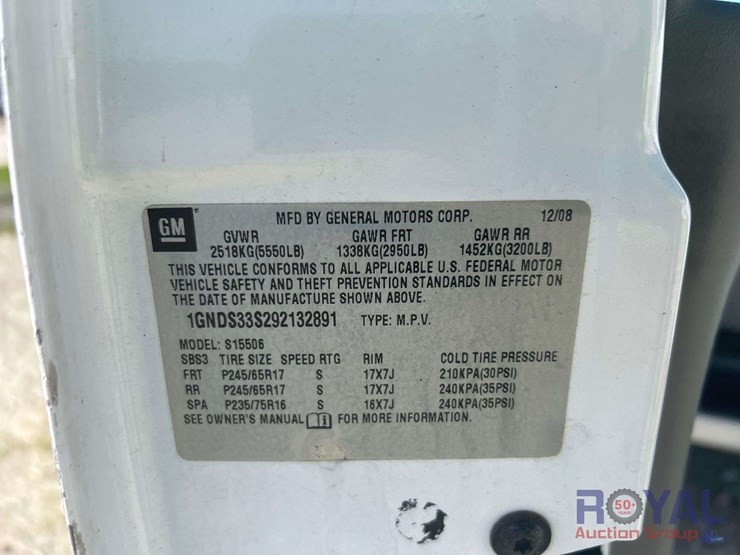 GM
MFD BY GENERAL MOTORS CORP. 12/08
GVWR GAWR FRT GAWR RR
2518KG(5550LB) 1338KG(2950LB) 1452KG(3200LB)
THIS VEHICLE CONFORMS TO ALL APPLICABLE U.S. FEDERAL MOTOR
VEHICLE SAFETY AND THEFT PREVENTION STANDARDS IN EFFECT ON
THE DATE OF MANUFACTURE SHOWN ABOVE.
1GNDS33S292132891 TYPE: M.P.V.
MODEL: S15506
SBS3 TIRE SIZE SPEED RTG RIM COLD TIRE PRESSURE
FRT P245/65R17 S 17X7J 210KPA(30PSI)
RR P245/65R17 S 17X7J 240KPA(35PSI)
SPA P235/75R16 S 16X7J 240KPA(35PSI)
SEE OWNER'S MANUAL FOR MORE INFORMATION.
ROYAL
50+
YEARS
Auction Group